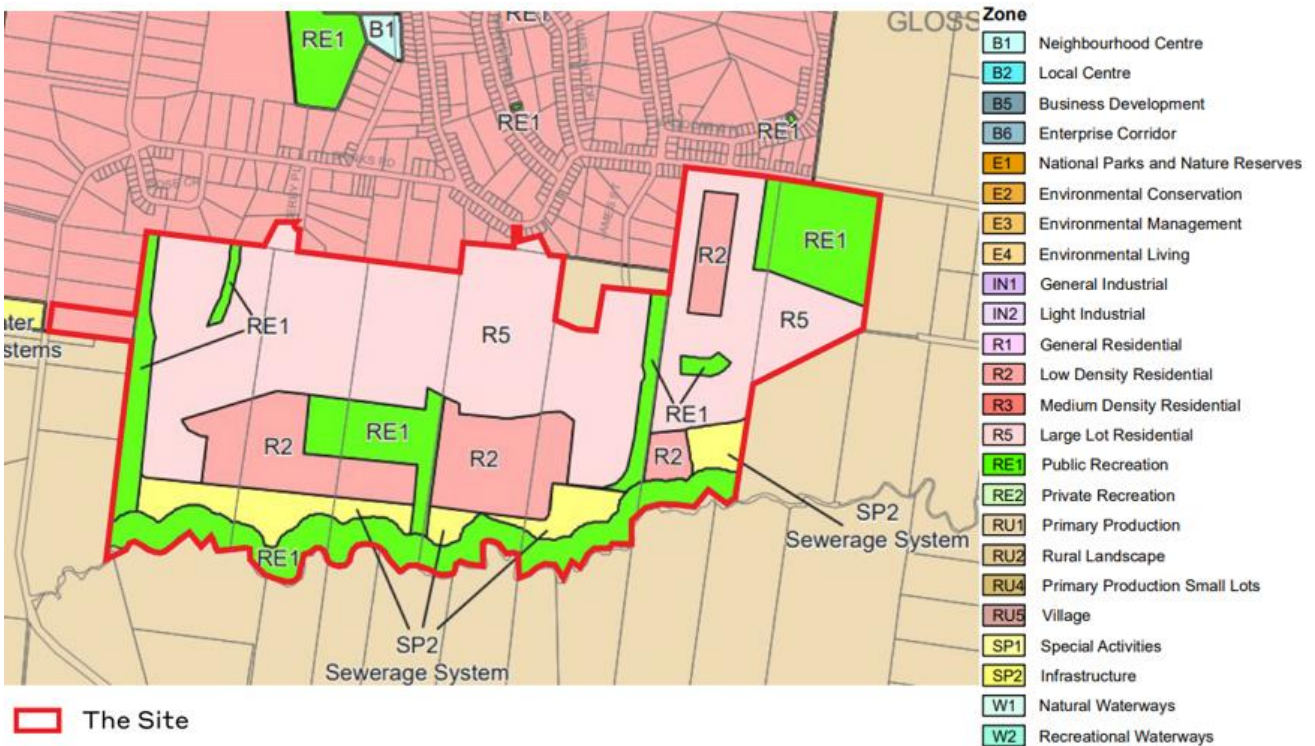 GLOSS
RE1
B1
RE1
RE1
RE1
R2
RE1
RE1
R5
R5
ter
stems
RE1
RE1
R2
R2
R2
RE1
SP2
Sewerage System
SP2
Sewerage System
The Site
Zone
B1 Neighbourhood Centre
B2 Local Centre
B5 Business Development
B6 Enterprise Corridor
E1 National Parks and Nature Reserves
E2 Environmental Conservation
E3 Environmental Management
E4 Environmental Living
IN1 General Industrial
IN2 Light Industrial
R1 General Residential
R2 Low Density Residential
R3 Medium Density Residential
R5 Large Lot Residential
RE1 Public Recreation
RE2 Private Recreation
RU1 Primary Production
RU2 Rural Landscape
RU4 Primary Production Small Lots
RU5 Village
SP1 Special Activities
SP2 Infrastructure
W1 Natural Waterways
W2 Recreational Waterways